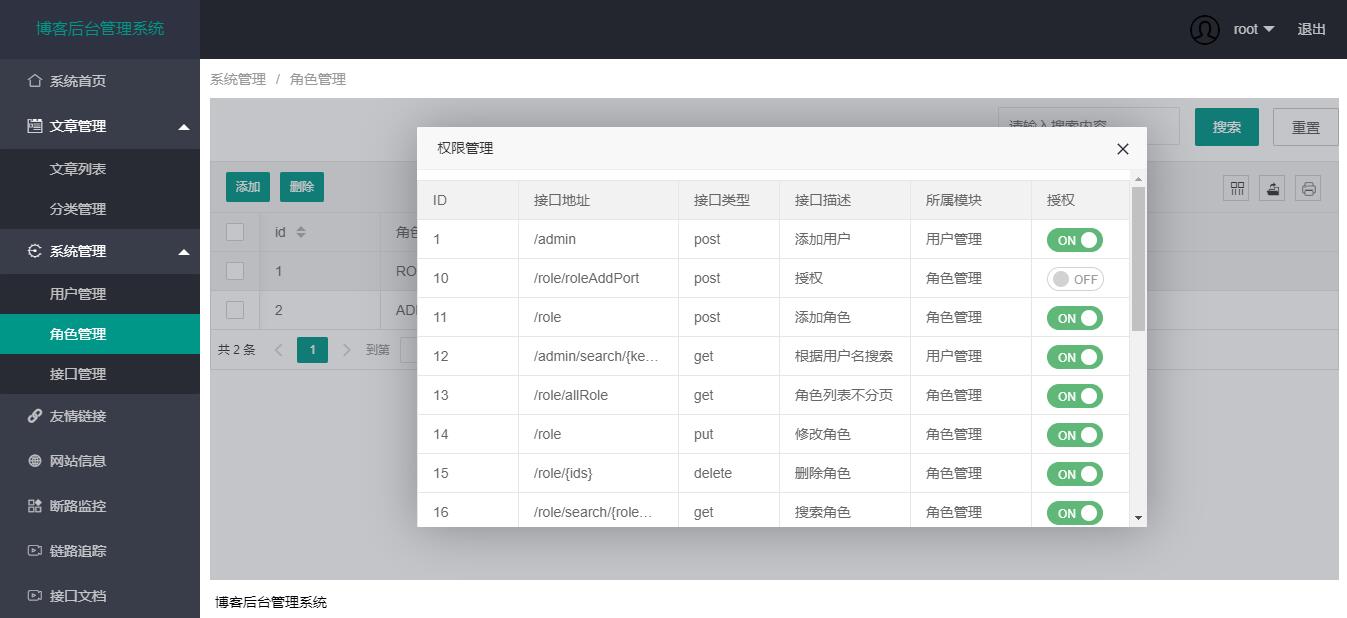 博客后台管理系统
root
退出
系统首页
文章管理
文章列表
分类管理
系统管理
用户管理
角色管理
接口管理
友情链接
网站信息
断路监控
链路追踪
接口文档
系统管理 / 角色管理
请输入搜索内容
搜索
重置
添加
删除
id 角色
1 RO
2 ADI
共 2 条 1 到第
权限管理
ID 接口地址 接口类型 接口描述 所属模块 授权
1 /admin post 添加用户 用户管理 ON
10 /role/roleAddPort post 授权 角色管理 OFF
11 /role post 添加角色 角色管理 ON
12 /admin/search/{ke... get 根据用户名搜索 用户管理 ON
13 /role/allRole get 角色列表不分页 角色管理 ON
14 /role put 修改角色 角色管理 ON
15 /role/{ids} delete 删除角色 角色管理 ON
16 /role/search/{role... get 搜索角色 角色管理 ON
博客后台管理系统